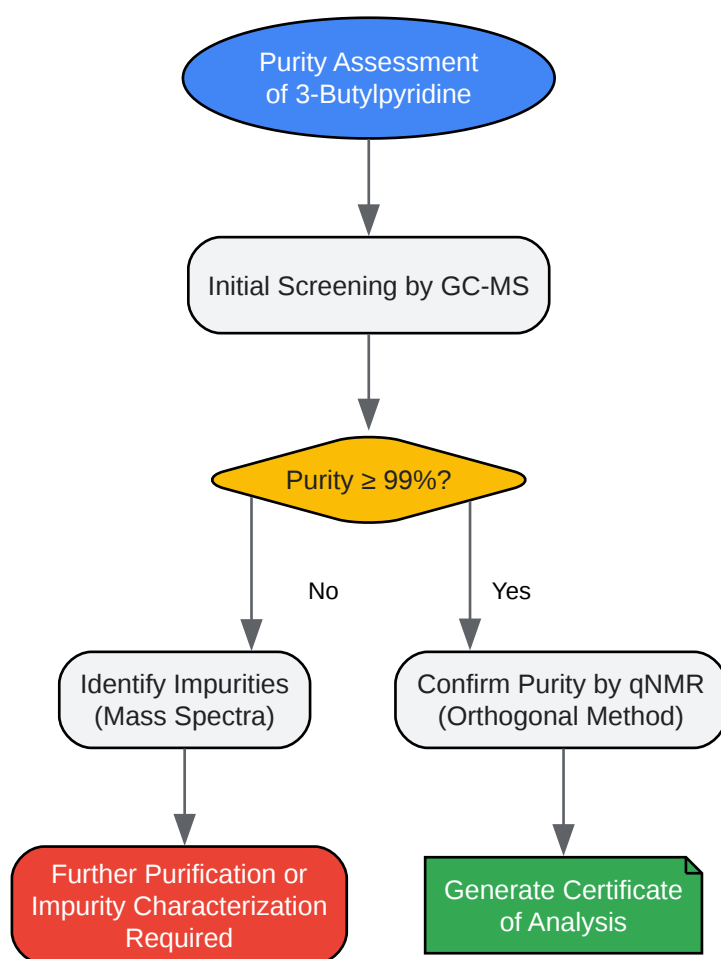 Purity Assessment
of 3-Butylpyridine
Initial Screening by GC-MS
Purity ≥ 99%?
No
Yes
Identify Impurities
(Mass Spectra)
Confirm Purity by qNMR
(Orthogonal Method)
Further Purification or
Impurity Characterization
Required
Generate Certificate
of Analysis